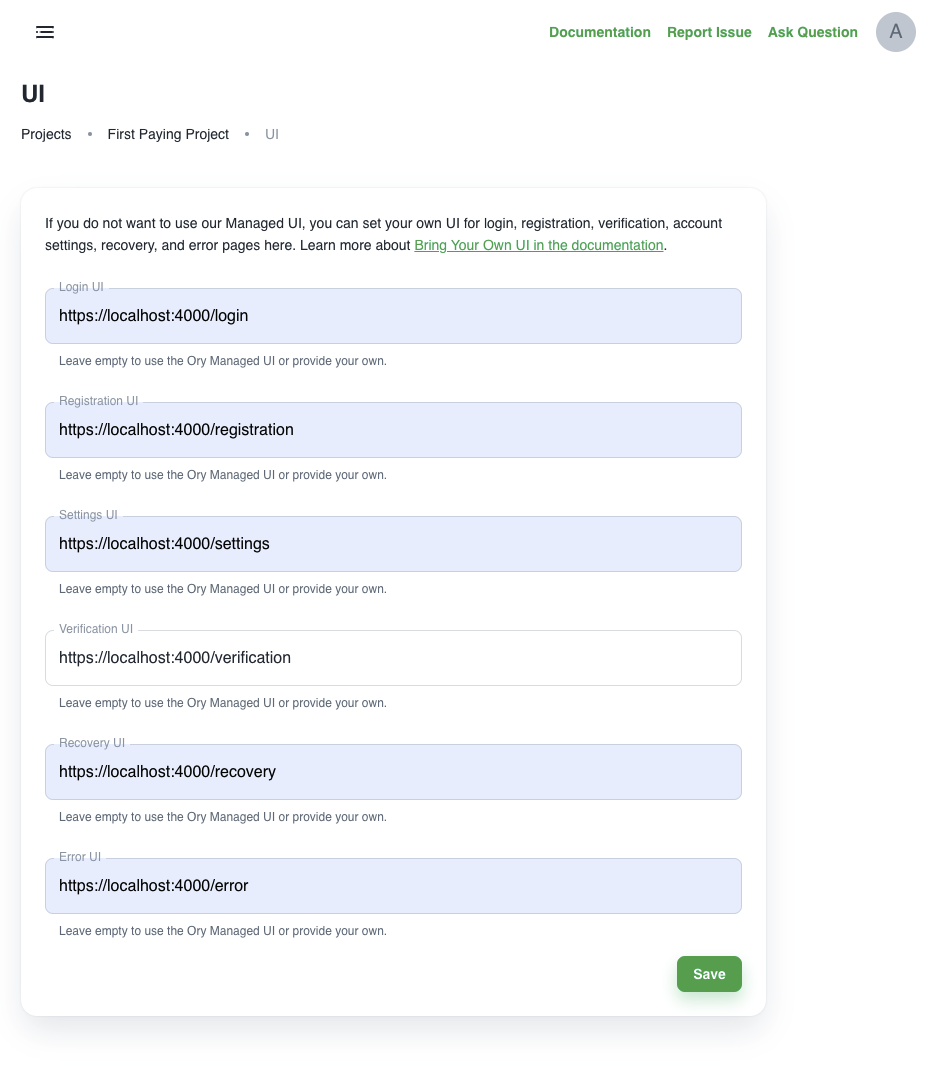 Documentation Report Issue Ask Question A
UI
Projects • First Paying Project • UI
If you do not want to use our Managed UI, you can set your own UI for login, registration, verification, account
settings, recovery, and error pages here. Learn more about Bring Your Own UI in the documentation.
Login UI
https://localhost:4000/login
Leave empty to use the Ory Managed UI or provide your own.
Registration UI
https://localhost:4000/registration
Leave empty to use the Ory Managed UI or provide your own.
Settings UI
https://localhost:4000/settings
Leave empty to use the Ory Managed UI or provide your own.
Verification UI
https://localhost:4000/verification
Leave empty to use the Ory Managed UI or provide your own.
Recovery UI
https://localhost:4000/recovery
Leave empty to use the Ory Managed UI or provide your own.
Error UI
https://localhost:4000/error
Leave empty to use the Ory Managed UI or provide your own.
Save